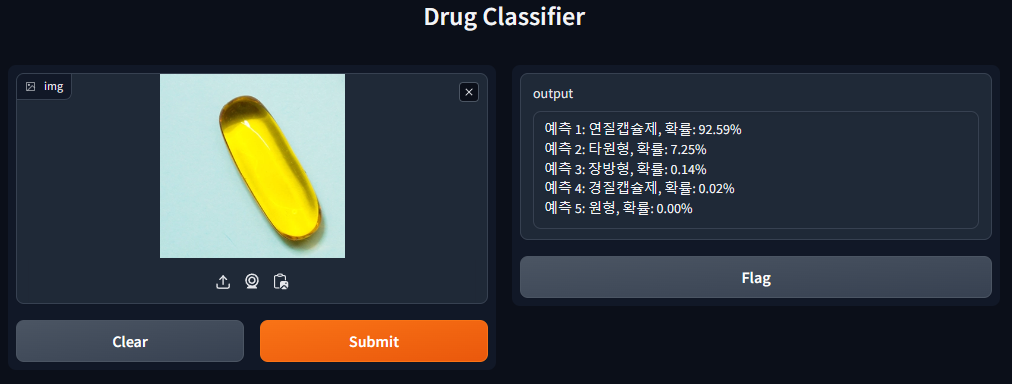 Drug Classifier
img
output
예측 1: 연질캡슐제, 확률: 92.59%
예측 2: 타원형, 확률: 7.25%
예측 3: 장방형, 확률: 0.14%
예측 4: 경질캡슐제, 확률: 0.02%
예측 5: 원형, 확률: 0.00%
Flag
Clear
Submit